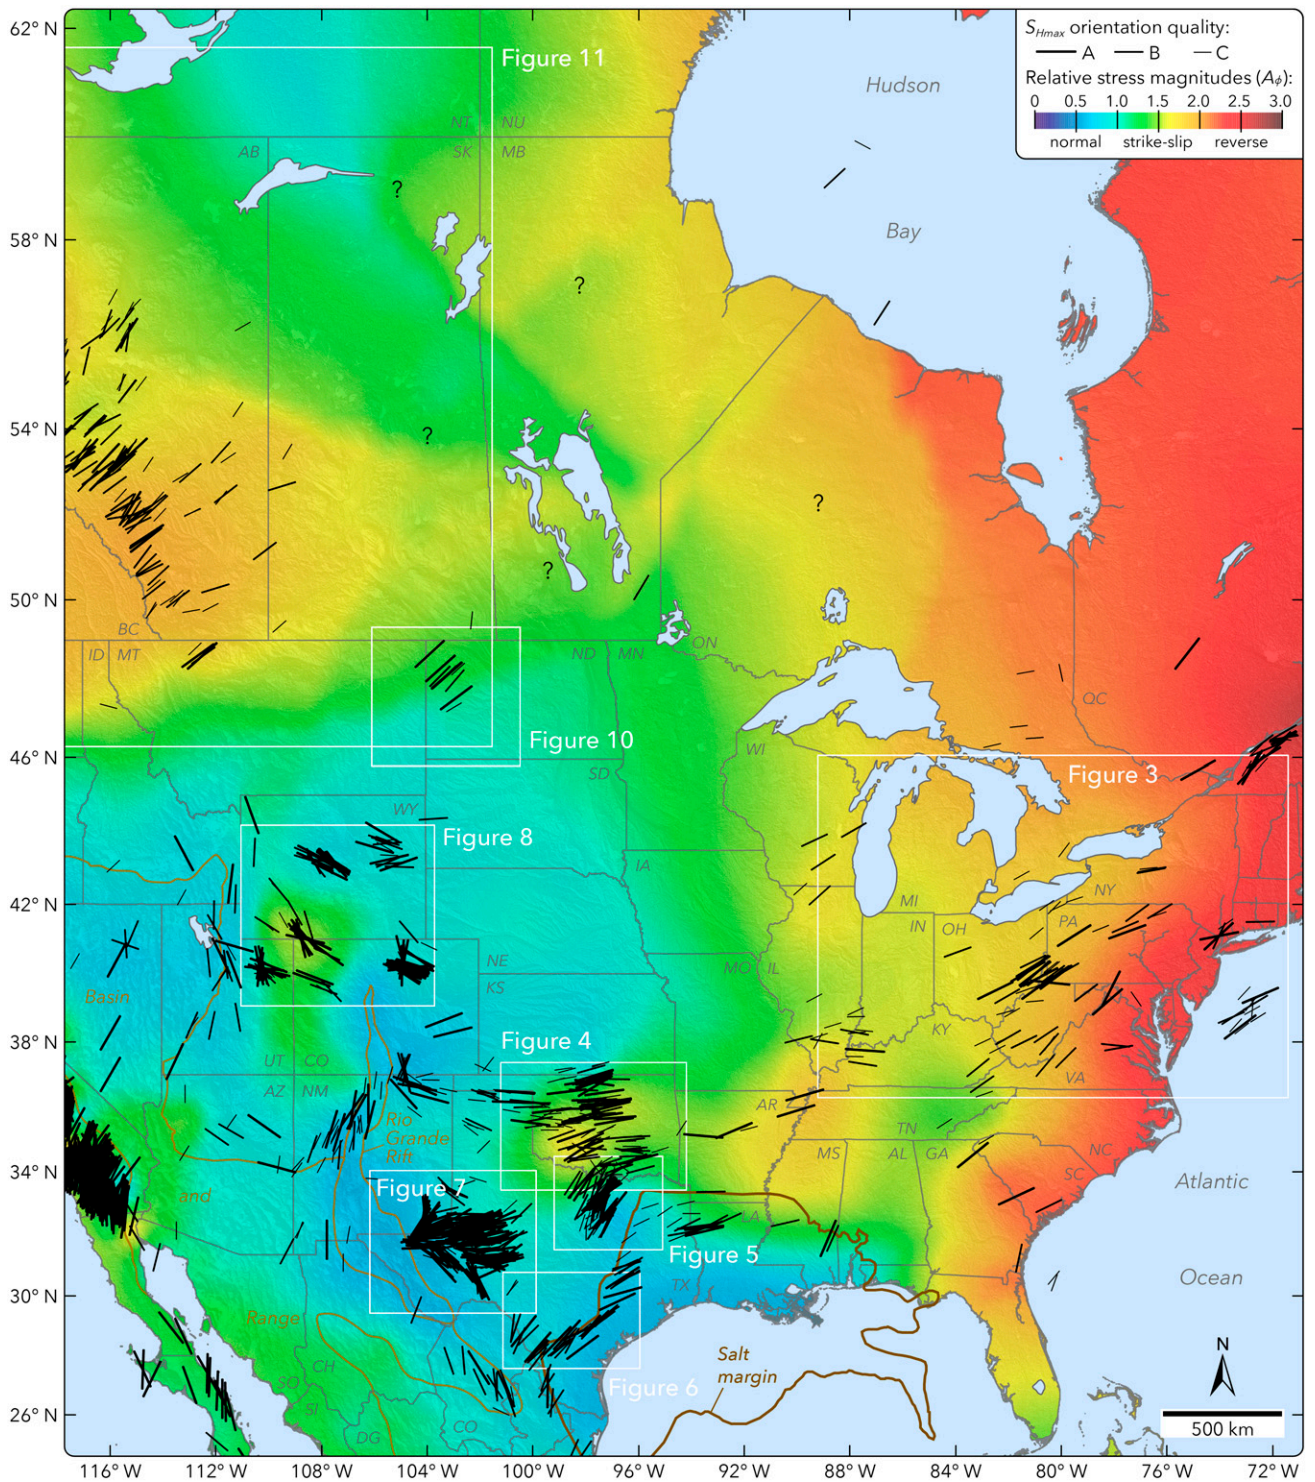 62° N
58° N
54° N
50° N
46° N
42° N
38° N
34° N
30° N
26° N
S_Hmax orientation quality:
A B C
Relative stress magnitudes (Aϕ):
0 0.5 1.0 1.5 2.0 2.5 3.0
normal strike-slip reverse
Figure 11
Hudson
Bay
NT NU
AB SK MB
?
?
?
?
?
BC
ID MT
ND MN
ON
QC
Figure 10
SD
WI
Figure 3
WY
Figure 8
IA
MI
NY
IN OH
PA
NE
KS
MO IL
Basin
KY
Figure 4
UT CO
AZ NM
VA
AR
TN
Rio
Grande
Rift
MS AL GA
NC
SC
Figure 7
and
Atlantic
LA
Figure 5
TX
Ocean
Range
CH
SO
SI
Salt
margin
Figure 6
N
CO
DG
500 km
116°W 112°W 108°W 104°W 100°W 96°W 92°W 88°W 84°W 80°W 76°W 72°W